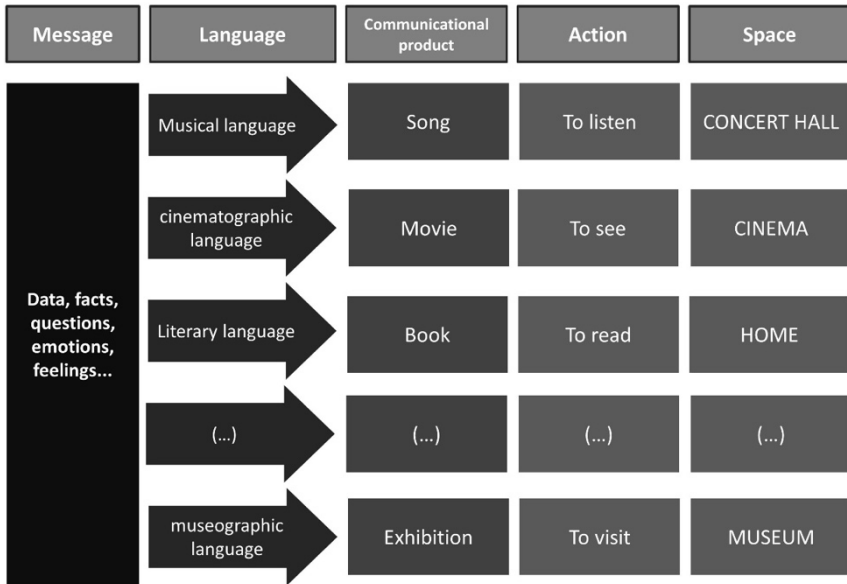 Message
Language
Communicational
product
Action
Space
Data, facts,
questions,
emotions,
feelings...
Musical language
Song
To listen
CONCERT HALL
cinematographic
language
Movie
To see
CINEMA
Literary language
Book
To read
HOME
(...)
(...)
(...)
(...)
museographic
language
Exhibition
To visit
MUSEUM